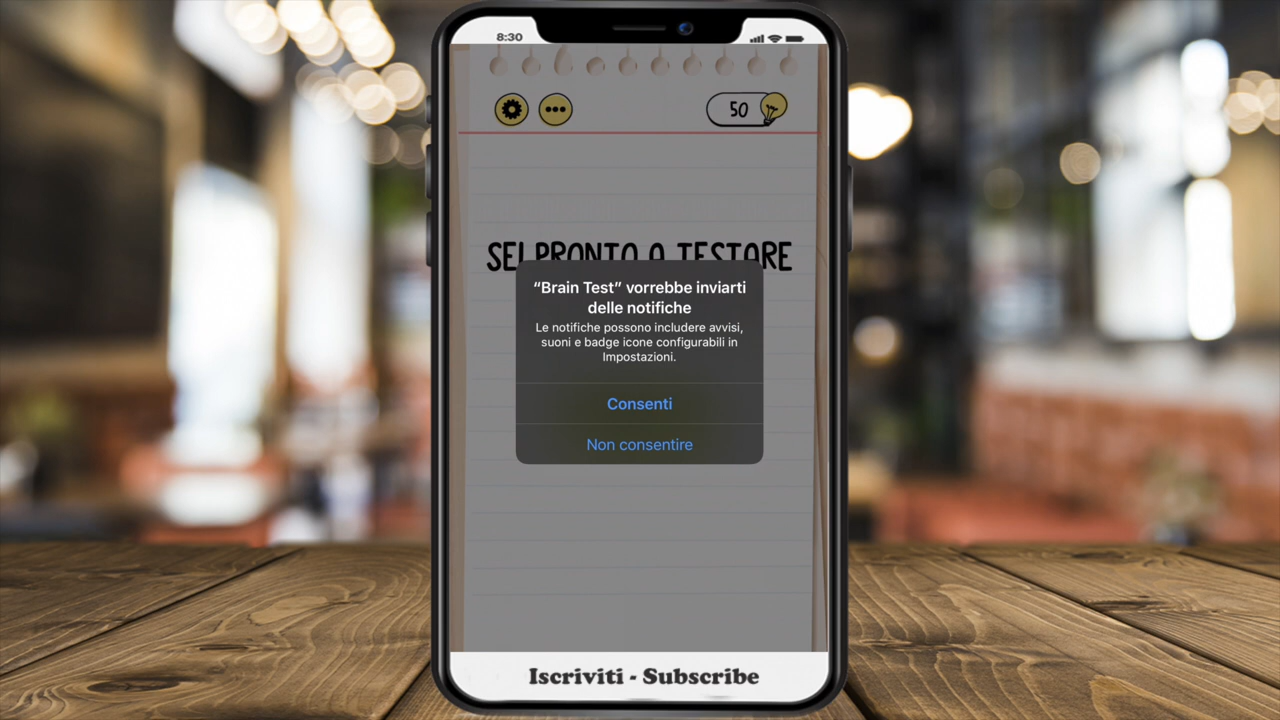 8:30
50
SEI PRONTO A TESTARE
“Brain Test” vorrebbe inviarti
delle notifiche
Le notifiche possono includere avvisi,
suoni e badge icone configurabili in
Impostazioni.
Consenti
Non consentire
Iscriviti - Subscribe